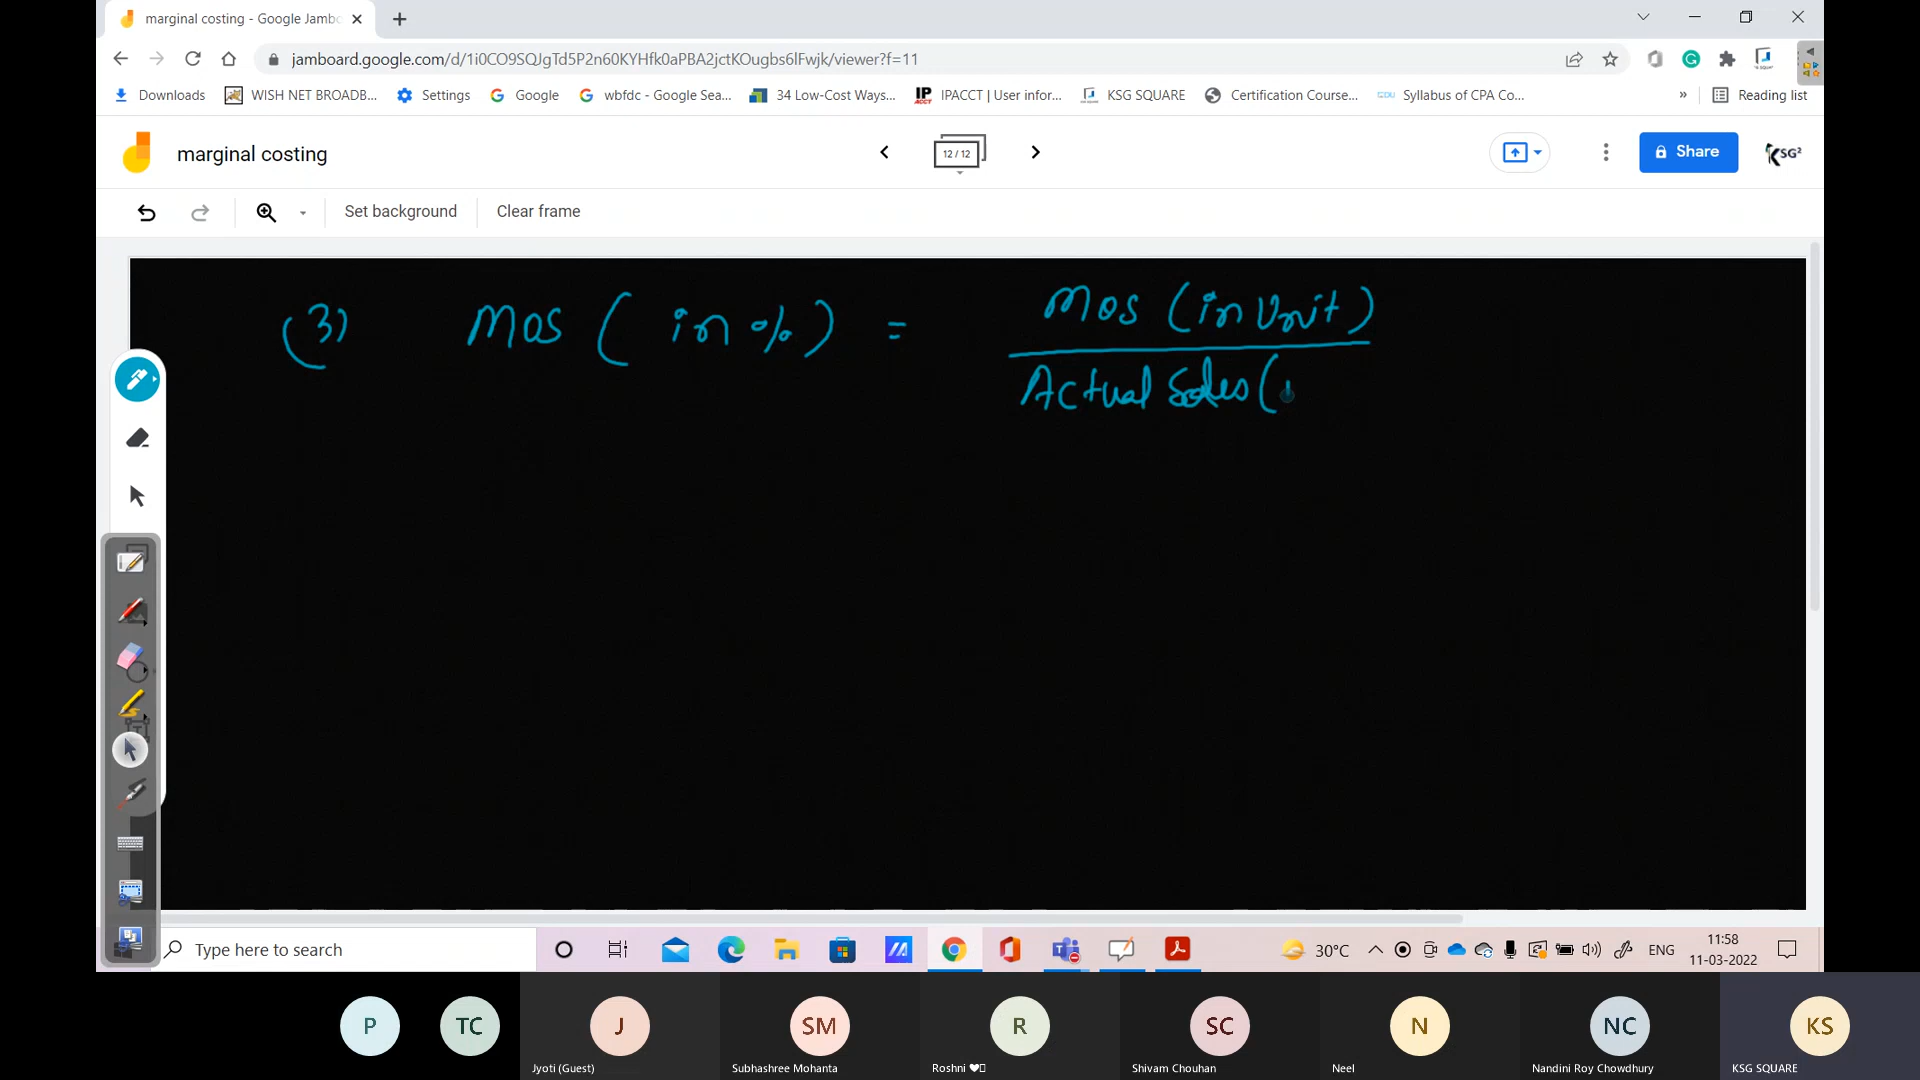 marginal costing - Google Jambo
jamboard.google.com/d/1i0CO9SQJgTd5P2n60KYHfk0aPBA2jctKOugbs6lFwjk/viewer?f=11
Downloads WISH NET BROADB... Settings Google wbfdc - Google Sea... 34 Low-Cost Ways... IPACCT | User infor... KSG SQUARE Certification Course... Syllabus of CPA Co... » Reading list
marginal costing
12 / 12
Share
KSG²
Set background Clear frame
(3) MOS ( in % ) = MOS (in Unit)
Actual Sales (
Type here to search
30°C
ENG
11:58
11-03-2022
P TC J SM R SC N NC KS
Jyoti (Guest) Subhashree Mohanta Roshni Shivam Chouhan Neel Nandini Roy Chowdhury KSG SQUARE